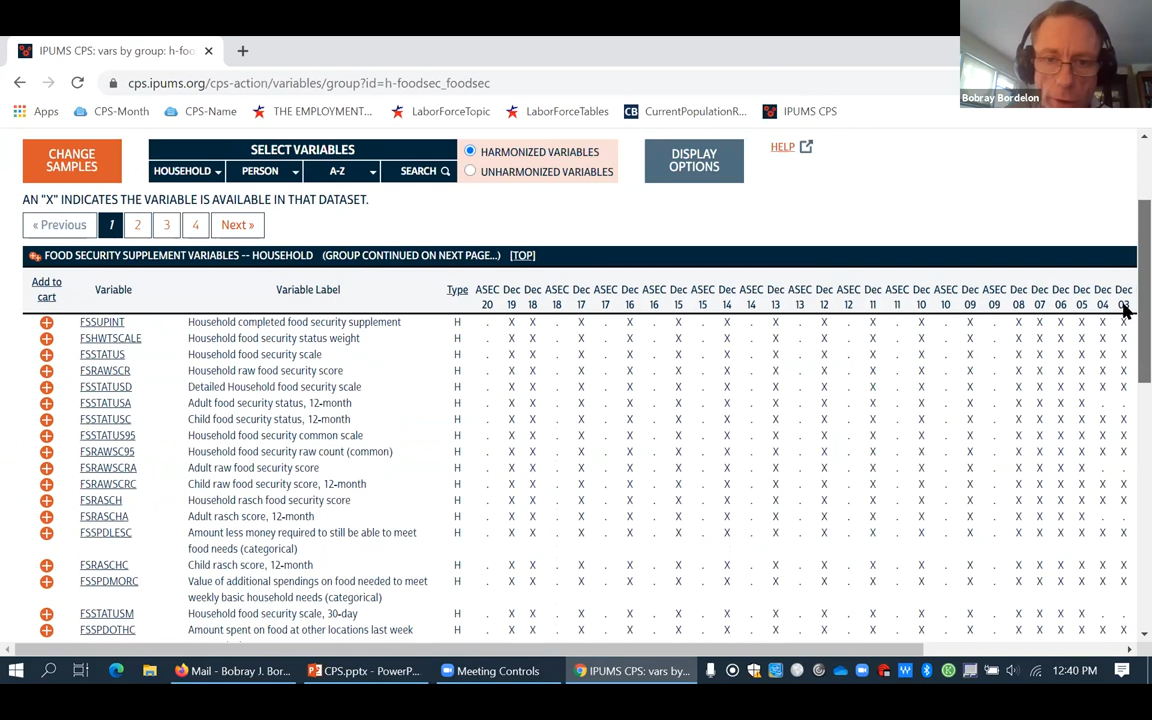 IPUMS CPS: vars by group: h-foo
cps.ipums.org/cps-action/variables/group?id=h-foodsec_foodsec
Bobray Bordelon
Apps CPS-Month CPS-Name THE EMPLOYMENT... LaborForceTopic LaborForceTables CB CurrentPopulationR... IPUMS CPS
CHANGE
SAMPLES
SELECT VARIABLES
HOUSEHOLD PERSON A-Z SEARCH
HARMONIZED VARIABLES
UNHARMONIZED VARIABLES
DISPLAY
OPTIONS
HELP
AN "X" INDICATES THE VARIABLE IS AVAILABLE IN THAT DATASET.
« Previous 1 2 3 4 Next »
FOOD SECURITY SUPPLEMENT VARIABLES -- HOUSEHOLD (GROUP CONTINUED ON NEXT PAGE...) [TOP]
Add to
cart
Variable Variable Label Type
ASEC Dec Dec ASEC Dec ASEC Dec ASEC Dec ASEC Dec ASEC Dec ASEC Dec ASEC Dec ASEC Dec ASEC Dec ASEC Dec Dec Dec Dec Dec Dec
20 19 18 18 17 17 16 16 15 15 14 14 13 13 12 12 11 11 10 10 09 09 08 07 06 05 04
FSSUPINT Household completed food security supplement H . X X . X . X . X . X . X . X . X . X . X . X X X X X X
FSHWTSCALE Household food security status weight H . X X . X . X . X . X . X . X . X . X . X . X X X X X X
FSSTATUS Household food security scale H . X X . X . X . X . X . X . X . X . X . X . X X X X X X
FSRAWSCR Household raw food security score H . X X . X . X . X . X . X . X . X . X . X . X X X X X X
FSSTATUSD Detailed Household food security scale H . X X . X . X . X . X . X . X . X . X . X . X X X X X X
FSSTATUSA Adult food security status, 12-month H . X X . X . X . X . X . X . X . X . X . X . X X X X . .
FSSTATUSC Child food security status, 12-month H . X X . X . X . X . X . X . X . X . X . X . X X X X X X
FSSTATUS95 Household food security common scale H . X X . X . X . X . X . X . X . X . X . X . X X X X X X
FSRAWSC95 Household food security raw count (common) H . X X . X . X . X . X . X . X . X . X . X . X X X X X X
FSRAWSCRA Adult raw food security score H . X X . X . X . X . X . X . X . X . X . X . X X X X . .
FSRAWSCRC Child raw food security score, 12-month H . X X . X . X . X . X . X . X . X . X . X . X X X X X X
FSRASCH Household rasch food security score H . X X . X . X . X . X . X . X . X . X . X . X X X X X X
FSRASCHA Adult rasch score, 12-month H . X X . X . X . X . X . X . X . X . X . X . X X X X . .
FSSPDLESC Amount less money required to still be able to meet H . X X . X . X . X . X . X . X . X . X . X . X X X X X X
food needs (categorical)
FSRASCHC Child rasch score, 12-month H . X X . X . X . X . X . X . X . X . X . X . X X X X X X
FSSPDMORC Value of additional spendings on food needed to meet H . X X . X . X . X . X . X . X . X . X . X . X X X X X X
weekly basic household needs (categorical)
FSSTATUSM Household food security scale, 30-day H . X X . X . X . X . X . X . X . X . X . X . X X X X . .
FSSPDOTHC Amount spent on food at other locations last week H . X X . X . X . X . X . X . X . X . X . X . X X X X X X
Mail - Bobray J. Bor... CPS.pptx - PowerP... Meeting Controls IPUMS CPS: vars by... 12:40 PM